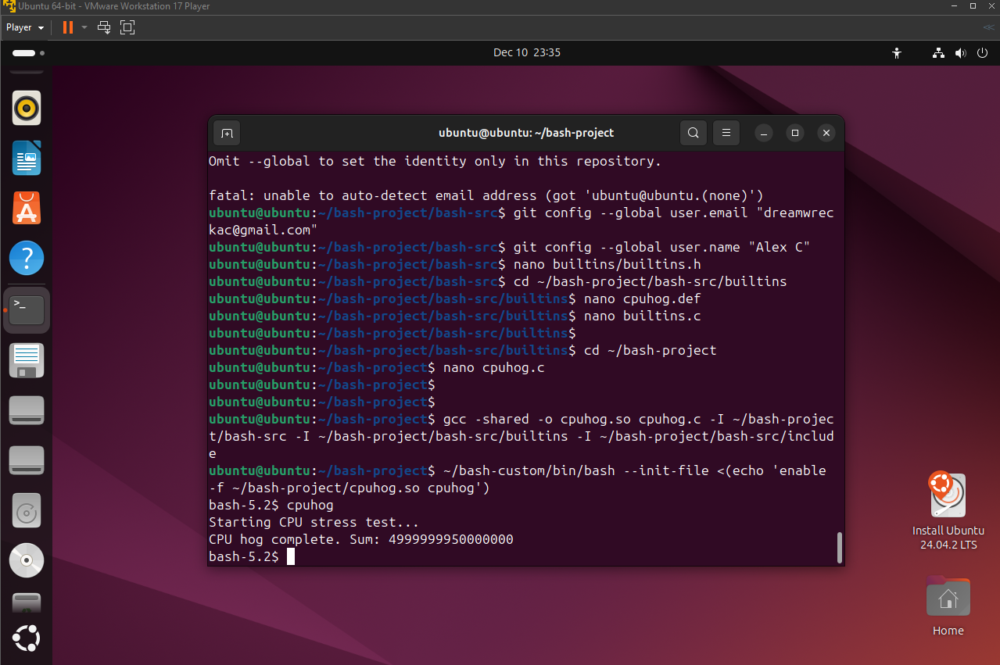 Ubuntu 64-bit - VMware Workstation 17 Player
Player
Dec 10 23:35
ubuntu@ubuntu: ~/bash-project
Omit --global to set the identity only in this repository.
fatal: unable to auto-detect email address (got 'ubuntu@ubuntu.(none)')
ubuntu@ubuntu:~/bash-project/bash-src$ git config --global user.email "dreamwrec
kac@gmail.com"
ubuntu@ubuntu:~/bash-project/bash-src$ git config --global user.name "Alex C"
ubuntu@ubuntu:~/bash-project/bash-src$ nano builtins/builtins.h
ubuntu@ubuntu:~/bash-project/bash-src$ cd ~/bash-project/bash-src/builtins
ubuntu@ubuntu:~/bash-project/bash-src/builtins$ nano cpuhog.def
ubuntu@ubuntu:~/bash-project/bash-src/builtins$ nano builtins.c
ubuntu@ubuntu:~/bash-project/bash-src/builtins$
ubuntu@ubuntu:~/bash-project/bash-src/builtins$ cd ~/bash-project
ubuntu@ubuntu:~/bash-project$ nano cpuhog.c
ubuntu@ubuntu:~/bash-project$
ubuntu@ubuntu:~/bash-project$
ubuntu@ubuntu:~/bash-project$ gcc -shared -o cpuhog.so cpuhog.c -I ~/bash-projec
t/bash-src -I ~/bash-project/bash-src/builtins -I ~/bash-project/bash-src/includ
e
ubuntu@ubuntu:~/bash-project$ ~/bash-custom/bin/bash --init-file <(echo 'enable
-f ~/bash-project/cpuhog.so cpuhog')
bash-5.2$ cpuhog
Starting CPU stress test...
CPU hog complete. Sum: 4999999950000000
bash-5.2$
Install Ubuntu
24.04.2 LTS
Home